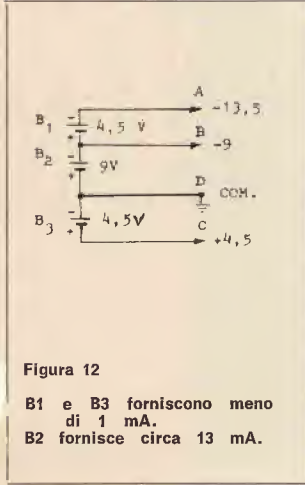 A
-13,5
B1 - + 4,5 V
B
-9
B2 - + 9V
D
COM.
B3 - + 4,5V
C
+4,5
Figura 12
B1 e B3 forniscono meno
di 1 mA.
B2 fornisce circa 13 mA.